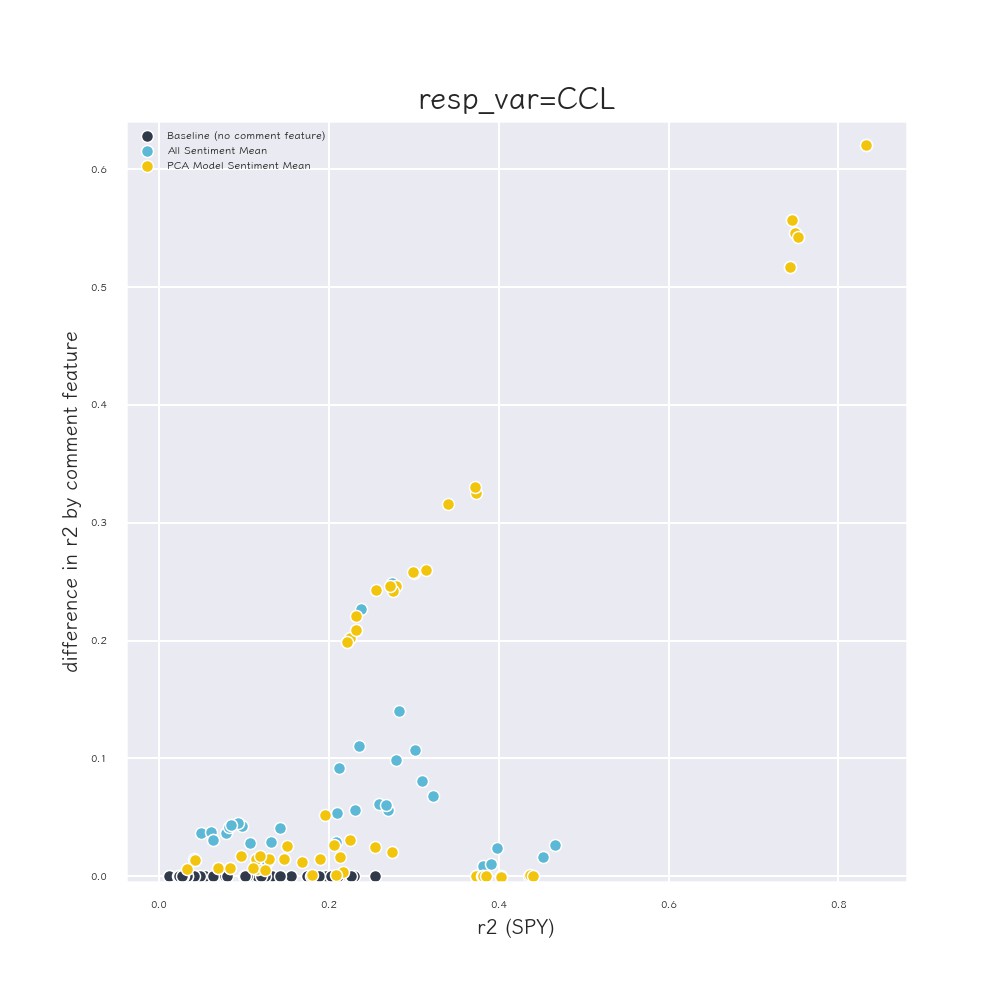 resp_var=CCL
Baseline (no comment feature)
All Sentiment Mean
PCA Model Sentiment Mean
difference in r2 by comment feature
0.6
0.5
0.4
0.3
0.2
0.1
0.0
0.0 0.2 0.4 0.6 0.8
r2 (SPY)